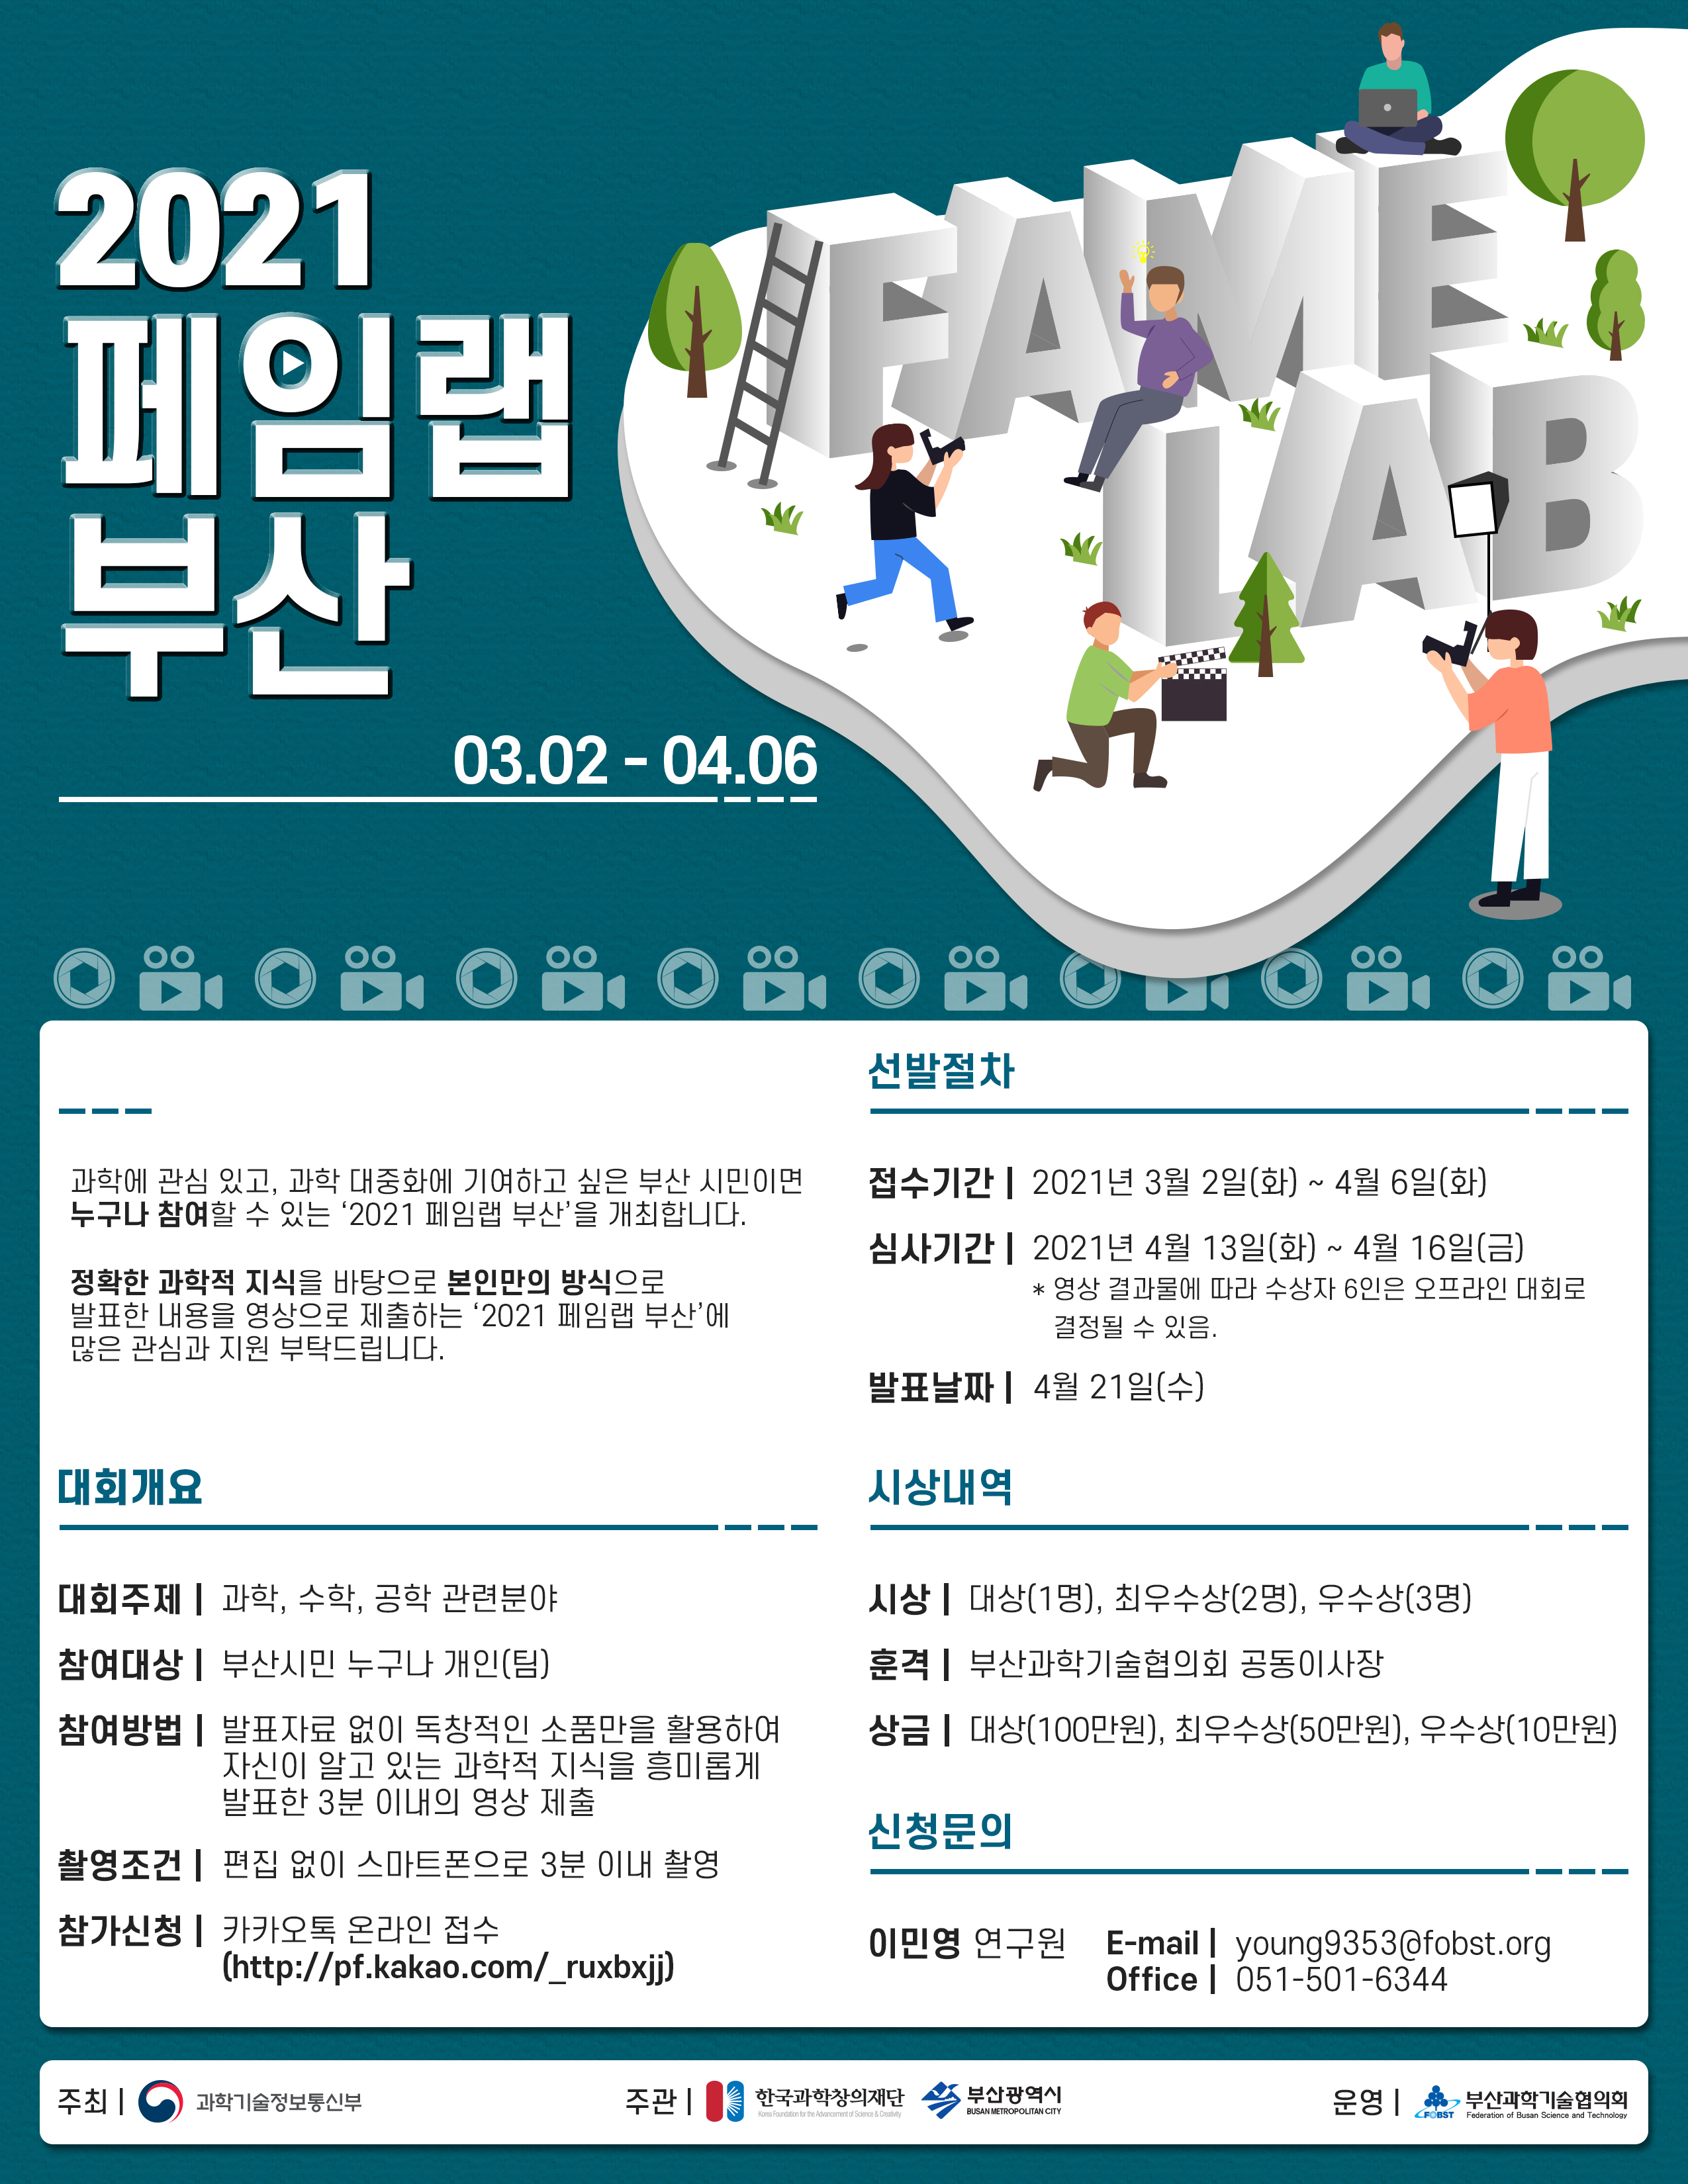 2021
페임랩
부산
03.02 - 04.06
FAME
LAB
과학에 관심 있고, 과학 대중화에 기여하고 싶은 부산 시민이면
누구나 참여할 수 있는 ‘2021 페임랩 부산’을 개최합니다.
정확한 과학적 지식을 바탕으로 본인만의 방식으로
발표한 내용을 영상으로 제출하는 ‘2021 페임랩 부산’에
많은 관심과 지원 부탁드립니다.
대회개요
대회주제 | 과학, 수학, 공학 관련분야
참여대상 | 부산시민 누구나 개인(팀)
참여방법 | 발표자료 없이 독창적인 소품만을 활용하여
자신이 알고 있는 과학적 지식을 흥미롭게
발표한 3분 이내의 영상 제출
촬영조건 | 편집 없이 스마트폰으로 3분 이내 촬영
참가신청 | 카카오톡 온라인 접수
(http://pf.kakao.com/_ruxbxjj)
선발절차
접수기간 | 2021년 3월 2일(화) ~ 4월 6일(화)
심사기간 | 2021년 4월 13일(화) ~ 4월 16일(금)
* 영상 결과물에 따라 수상자 6인은 오프라인 대회로
결정될 수 있음.
발표날짜 | 4월 21일(수)
시상내역
시상 | 대상(1명), 최우수상(2명), 우수상(3명)
훈격 | 부산과학기술협의회 공동이사장
상금 | 대상(100만원), 최우수상(50만원), 우수상(10만원)
신청문의
이민영 연구원 E-mail | young9353@fobst.org
Office | 051-501-6344
주최 | 과학기술정보통신부
주관 | 한국과학창의재단
Korea Foundation for the Advancement of Science & Creativity
부산광역시
BUSAN METROPOLITAN CITY
운영 | FOBST 부산과학기술협의회
Federation of Busan Science and Technology